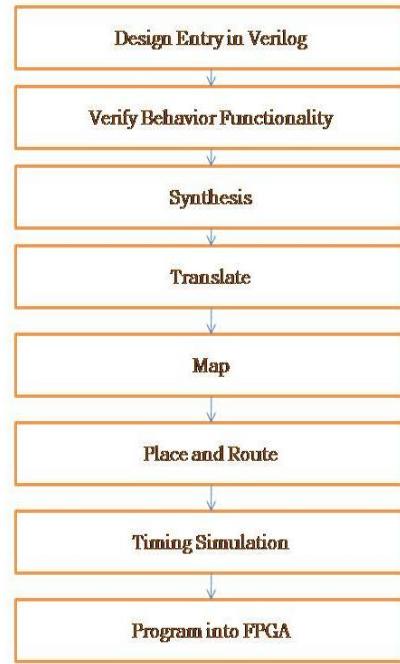 Design Entry in Verilog
Verify Behavior Functionality
Synthesis
Translate
Map
Place and Route
Timing Simulation
Program into FPGA